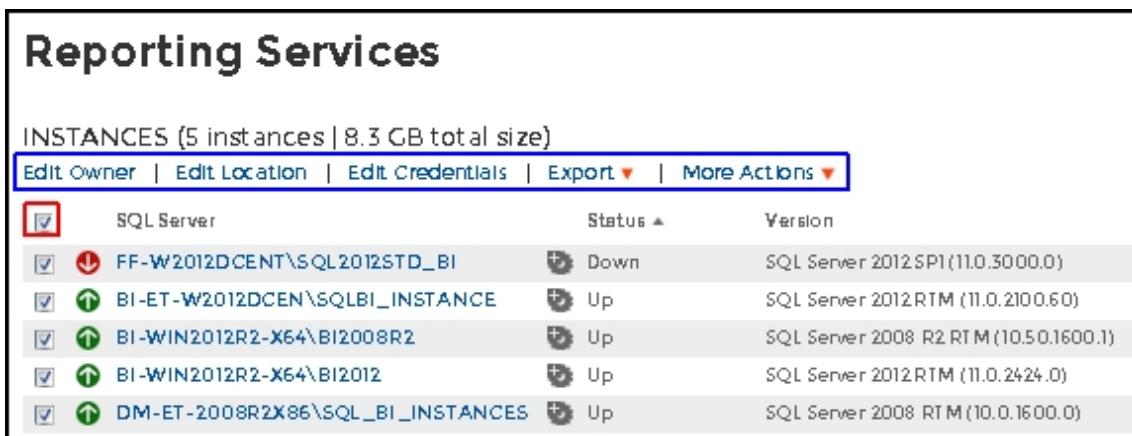 Reporting Services
INSTANCES (5 instances | 8.3 GB total size)
Edit Owner | Edit Location | Edit Credentials | Export | More Actions
SQL Server Status Version
FF-W2012DCENT\SQL2012STD_BI Down SQL Server 2012 SP1 (11.0.3000.0)
BI-ET-W2012DCEN\SQLBI_INSTANCE Up SQL Server 2012 RTM (11.0.2100.60)
BI-WIN2012R2-X64\BI2008R2 Up SQL Server 2008 R2 RTM (10.50.1600.1)
BI-WIN2012R2-X64\BI2012 Up SQL Server 2012 RTM (11.0.2424.0)
DM-ET-2008R2X86\SQL_BI_INSTANCES Up SQL Server 2008 RTM (10.0.1600.0)